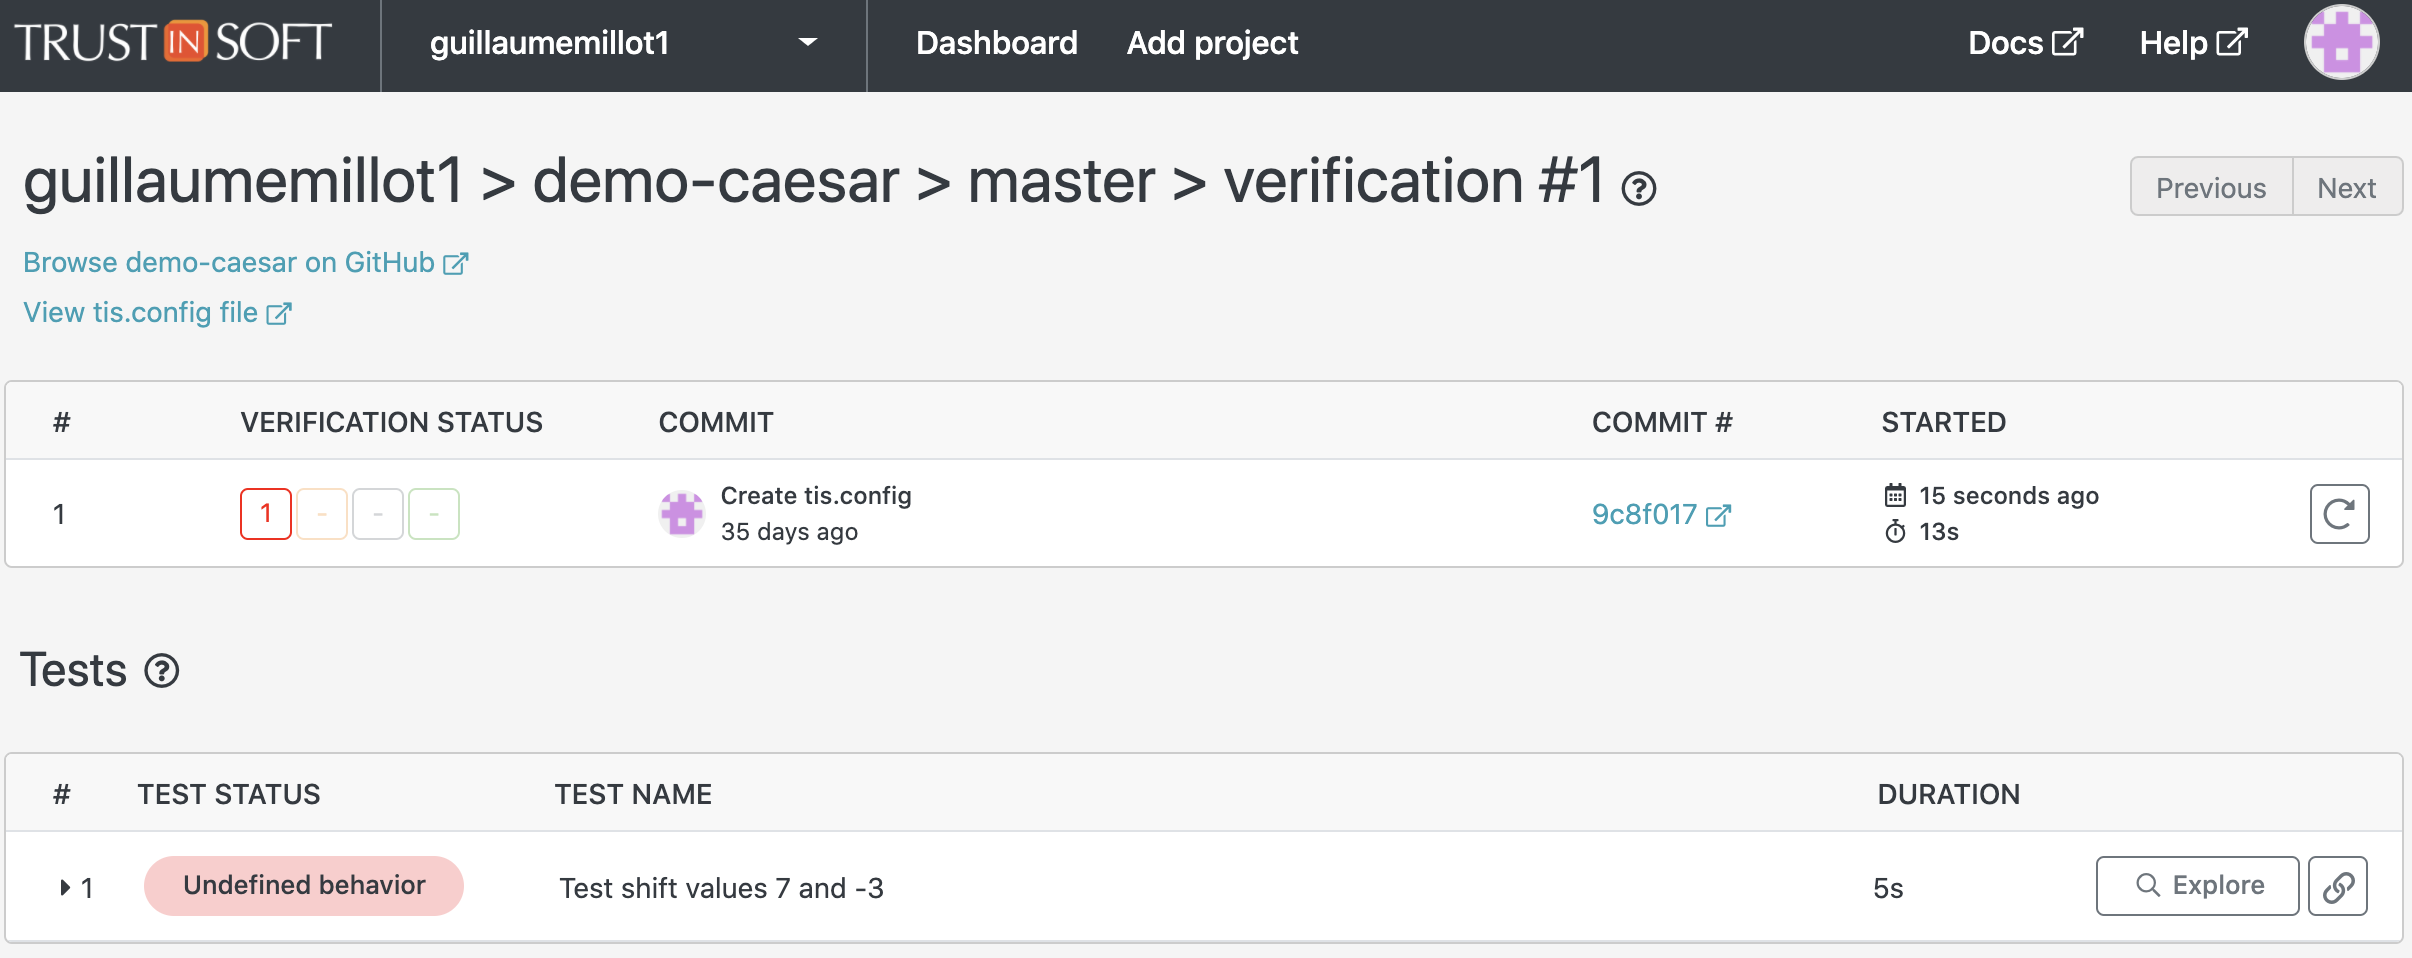 TRUST IN SOFT guillaumemillot1 Dashboard Add project Docs Help
guillaumemillot1 > demo-caesar > master > verification #1 ? Previous Next
Browse demo-caesar on GitHub
View tis.config file
# VERIFICATION STATUS COMMIT COMMIT # STARTED
1 1 - - - Create tis.config 9c8f017 15 seconds ago
35 days ago 13s
Tests ?
# TEST STATUS TEST NAME DURATION
1 Undefined behavior Test shift values 7 and -3 5s Explore